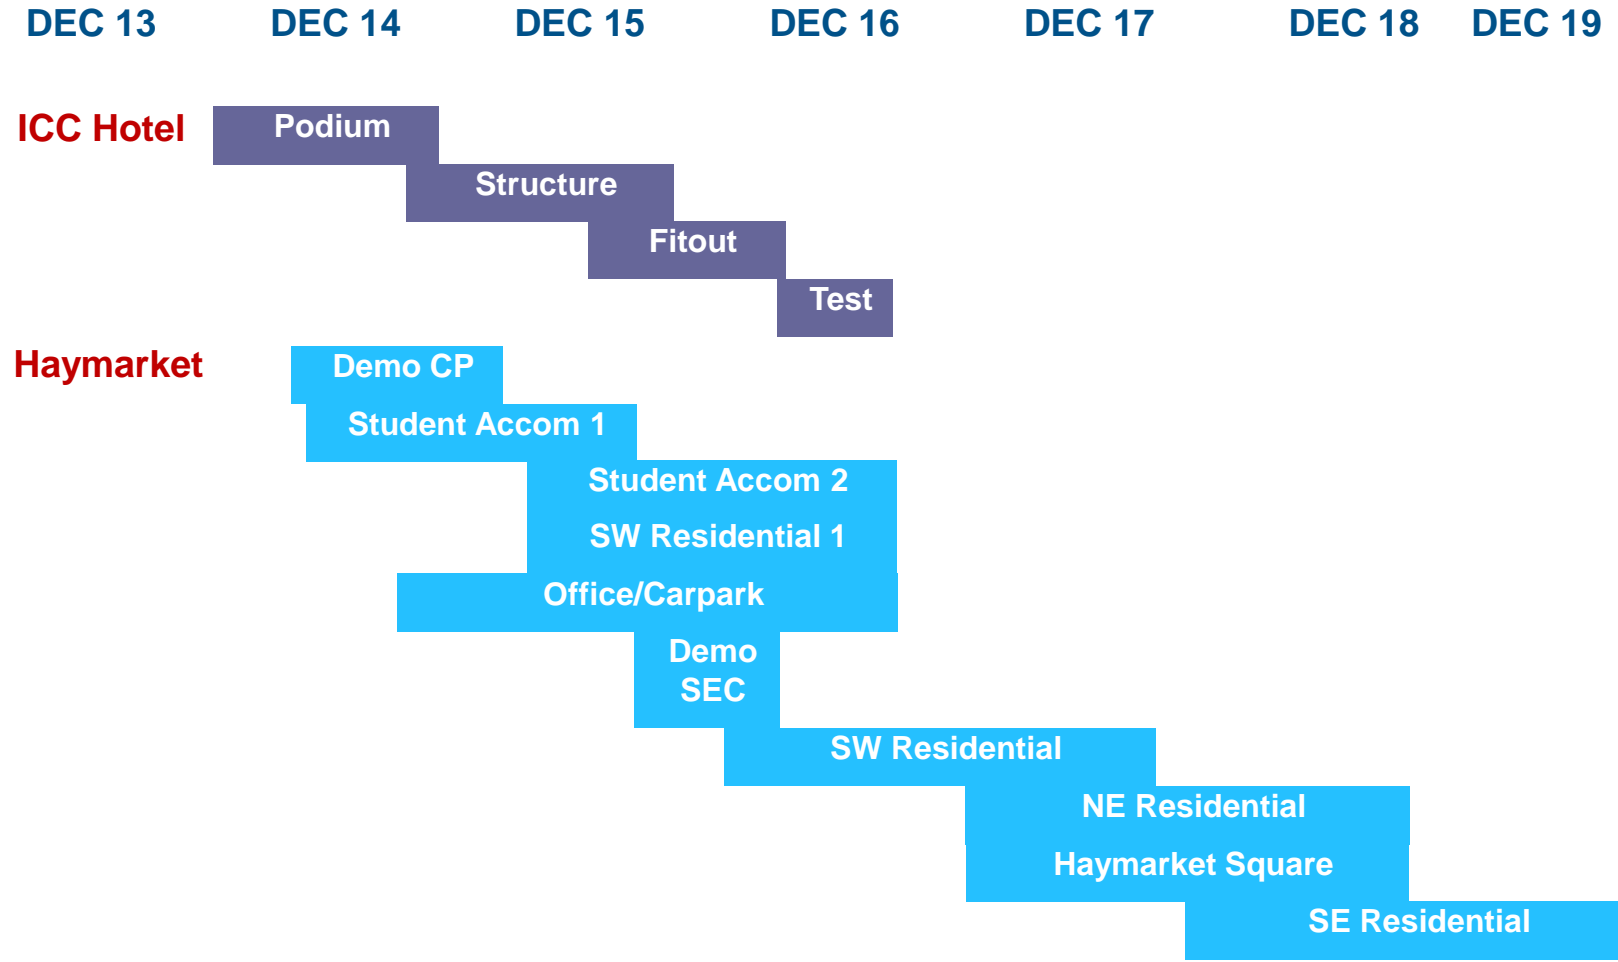 DEC 13 DEC 14 DEC 15 DEC 16 DEC 17 DEC 18 DEC 19
ICC Hotel Podium
Structure
Fitout
Test
Haymarket Demo CP
Student Accom 1
Student Accom 2
SW Residential 1
Office/Carpark
Demo
SEC
SW Residential
NE Residential
Haymarket Square
SE Residential